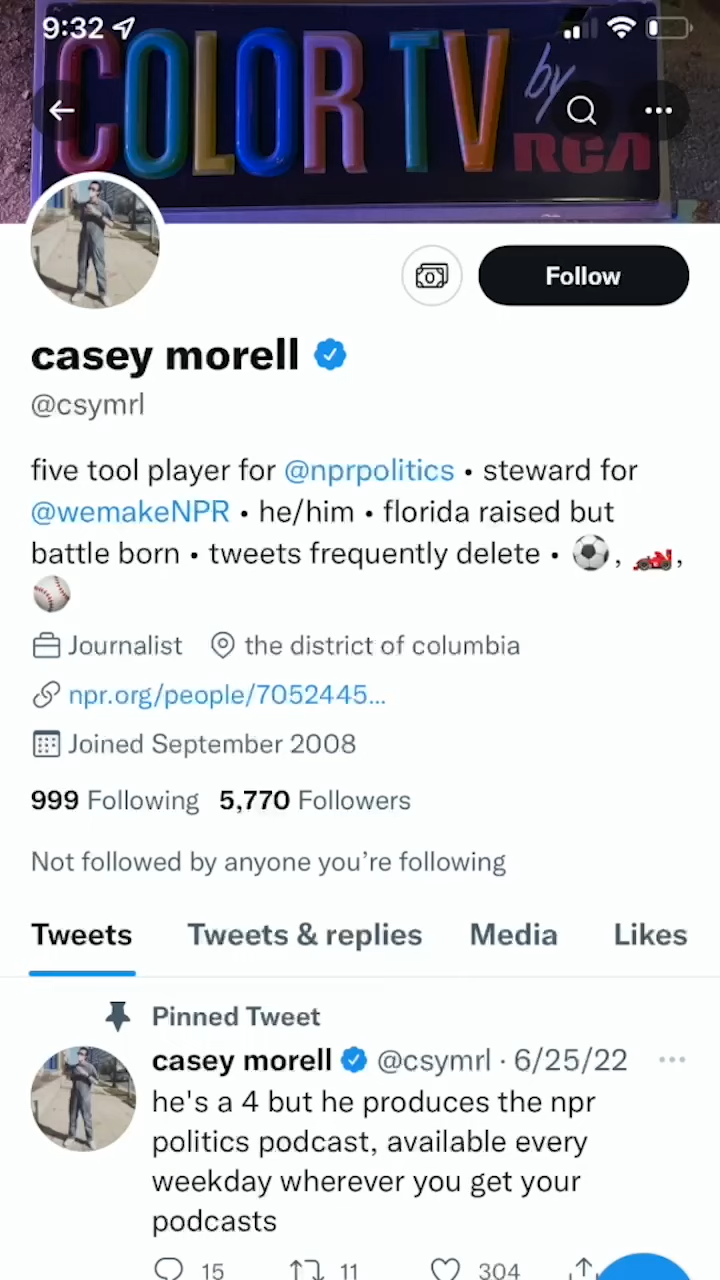 9:32
COLOR TV by
RCA
Follow
casey morell
@csymrl
five tool player for @nprpolitics • steward for
@wemakeNPR • he/him • florida raised but
battle born • tweets frequently delete • ⚽, 🏎️,
⚾
Journalist the district of columbia
npr.org/people/7052445...
Joined September 2008
999 Following 5,770 Followers
Not followed by anyone you’re following
Tweets Tweets & replies Media Likes
Pinned Tweet
casey morell @csymrl · 6/25/22
he's a 4 but he produces the npr
politics podcast, available every
weekday wherever you get your
podcasts
15 11 304